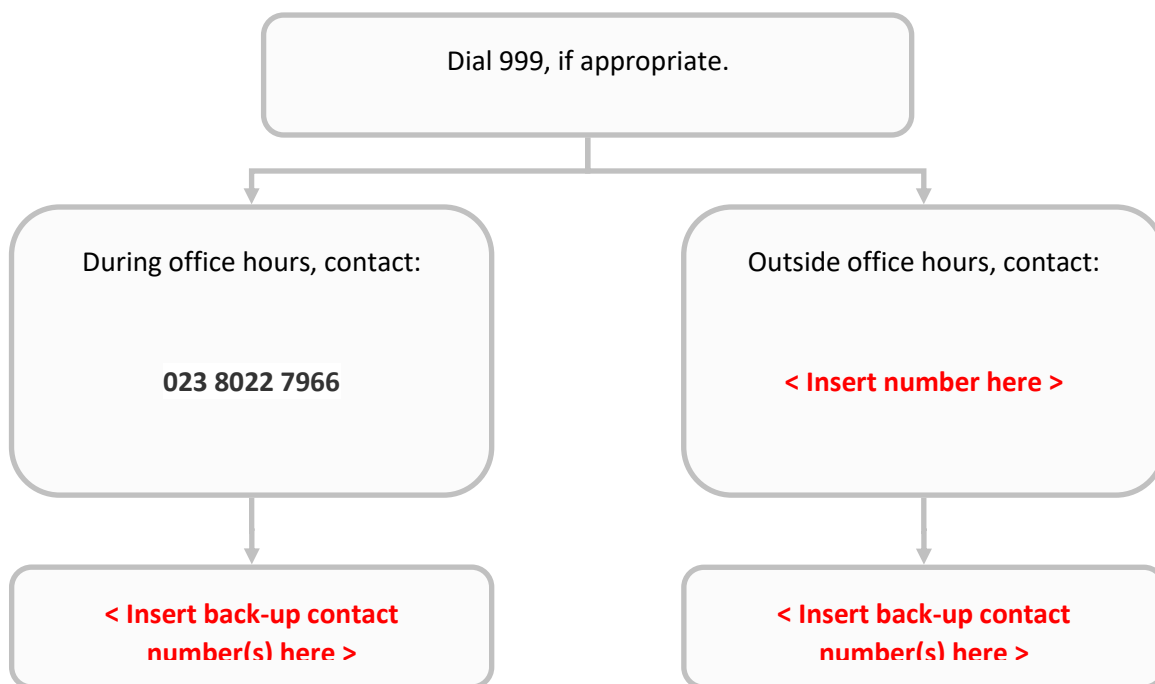 Dial 999, if appropriate.
During office hours, contact:
023 8022 7966
Outside office hours, contact:
< Insert number here >
< Insert back-up contact
number(s) here >
< Insert back-up contact
number(s) here >